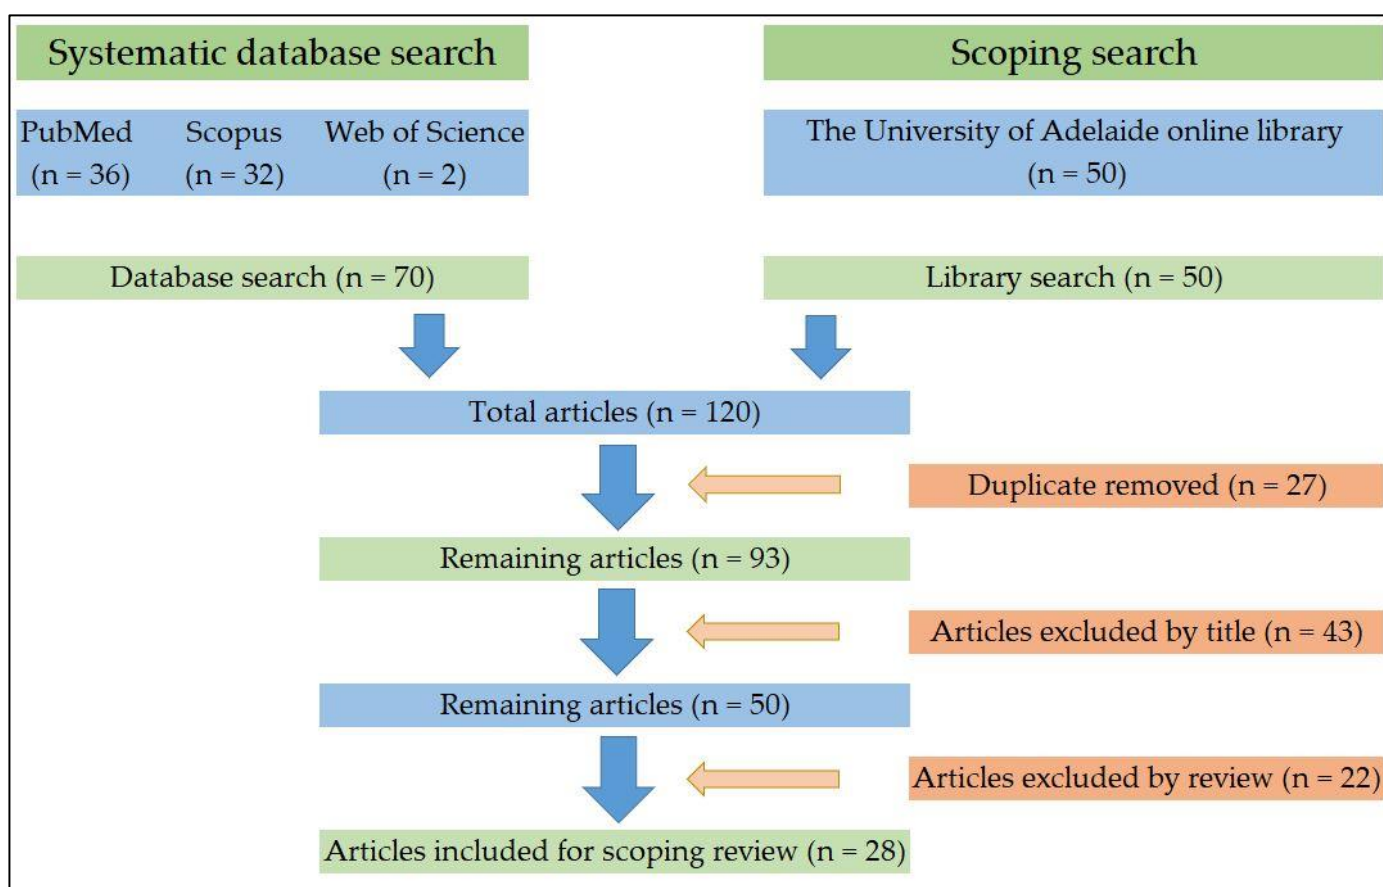 Systematic database search
Scoping search
PubMed Scopus Web of Science
(n = 36) (n = 32) (n = 2)
The University of Adelaide online library
(n = 50)
Database search (n = 70)
Library search (n = 50)
Total articles (n = 120)
Duplicate removed (n = 27)
Remaining articles (n = 93)
Articles excluded by title (n = 43)
Remaining articles (n = 50)
Articles excluded by review (n = 22)
Articles included for scoping review (n = 28)